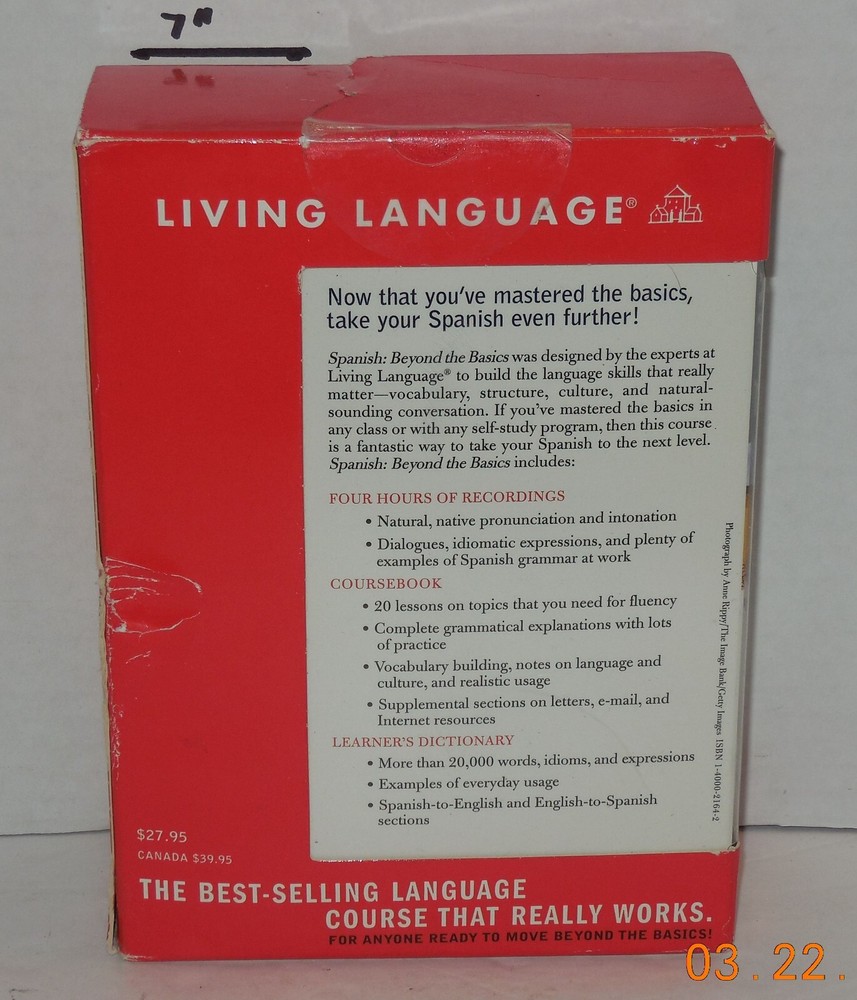 7"
LIVING LANGUAGE®
Now that you've mastered the basics,
take your Spanish even further!
Spanish: Beyond the Basics was designed by the experts at
Living Language® to build the language skills that really
matter—vocabulary, structure, culture, and natural-
sounding conversation. If you've mastered the basics in
any class or with any self-study program, then this course
is a fantastic way to take your Spanish to the next level.
Spanish: Beyond the Basics includes:
FOUR HOURS OF RECORDINGS
• Natural, native pronunciation and intonation
• Dialogues, idiomatic expressions, and plenty of
examples of Spanish grammar at work
COURSEBOOK
• 20 lessons on topics that you need for fluency
• Complete grammatical explanations with lots
of practice
• Vocabulary building, notes on language and
culture, and realistic usage
• Supplemental sections on letters, e-mail, and
Internet resources
LEARNER'S DICTIONARY
• More than 20,000 words, idioms, and expressions
• Examples of everyday usage
• Spanish-to-English and English-to-Spanish
sections
Photograph by Anne Rippy/The Image Bank/Getty Images ISBN 1-4000-2164-2
$27.95
CANADA $39.95
THE BEST-SELLING LANGUAGE
COURSE THAT REALLY WORKS.
FOR ANYONE READY TO MOVE BEYOND THE BASICS!
03.22.